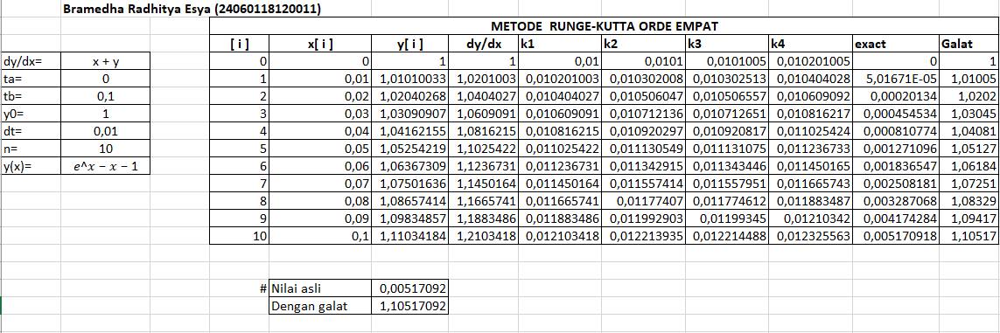 Bramedha Radhitya Esya (24060118120011)
METODE RUNGE-KUTTA ORDE EMPAT
[ i ] x[ i ] y[ i ] dy/dx k1 k2 k3 k4 exact Galat
dy/dx= x + y 0 0 1 1 0,01 0,0101 0,0101005 0,010201005 0 1
ta= 0 1 0,01 1,01010033 1,0201003 0,010201003 0,010302008 0,010302513 0,010404028 5,01671E-05 1,01005
tb= 0,1 2 0,02 1,02040268 1,0404027 0,010404027 0,010506047 0,010506557 0,010609092 0,00020134 1,0202
y0= 1 3 0,03 1,03090907 1,0609091 0,010609091 0,010712136 0,010712651 0,010816217 0,000454534 1,03045
dt= 0,01 4 0,04 1,04162155 1,0816215 0,010816215 0,010920297 0,010920817 0,011025424 0,000810774 1,04081
n= 10 5 0,05 1,05254219 1,1025422 0,011025422 0,011130549 0,011131075 0,011236733 0,001271096 1,05127
y(x)= e^x − x − 1 6 0,06 1,06367309 1,1236731 0,011236731 0,011342915 0,011343446 0,011450165 0,001836547 1,06184
7 0,07 1,07501636 1,1450164 0,011450164 0,011557414 0,011557951 0,011665743 0,002508181 1,07251
8 0,08 1,08657414 1,1665741 0,011665741 0,01177407 0,011774612 0,011883487 0,003287068 1,08329
9 0,09 1,09834857 1,1883486 0,011883486 0,011992903 0,01199345 0,01210342 0,004174284 1,09417
10 0,1 1,11034184 1,2103418 0,012103418 0,012213935 0,012214488 0,012325563 0,005170918 1,10517
# Nilai asli 0,00517092
Dengan galat 1,10517092